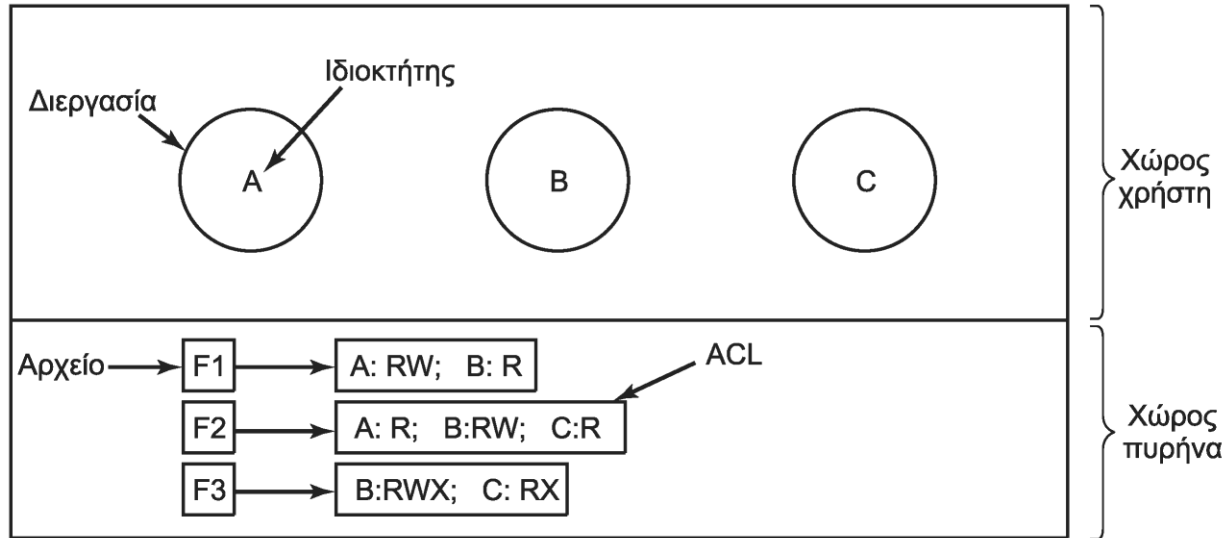 Ιδιοκτήτης
Διεργασία
A
B
C
Χώρος
χρήστη
Αρχείο
F1
A: RW; B: R
ACL
F2
A: R; B:RW; C:R
F3
B:RWX; C: RX
Χώρος
πυρήνα